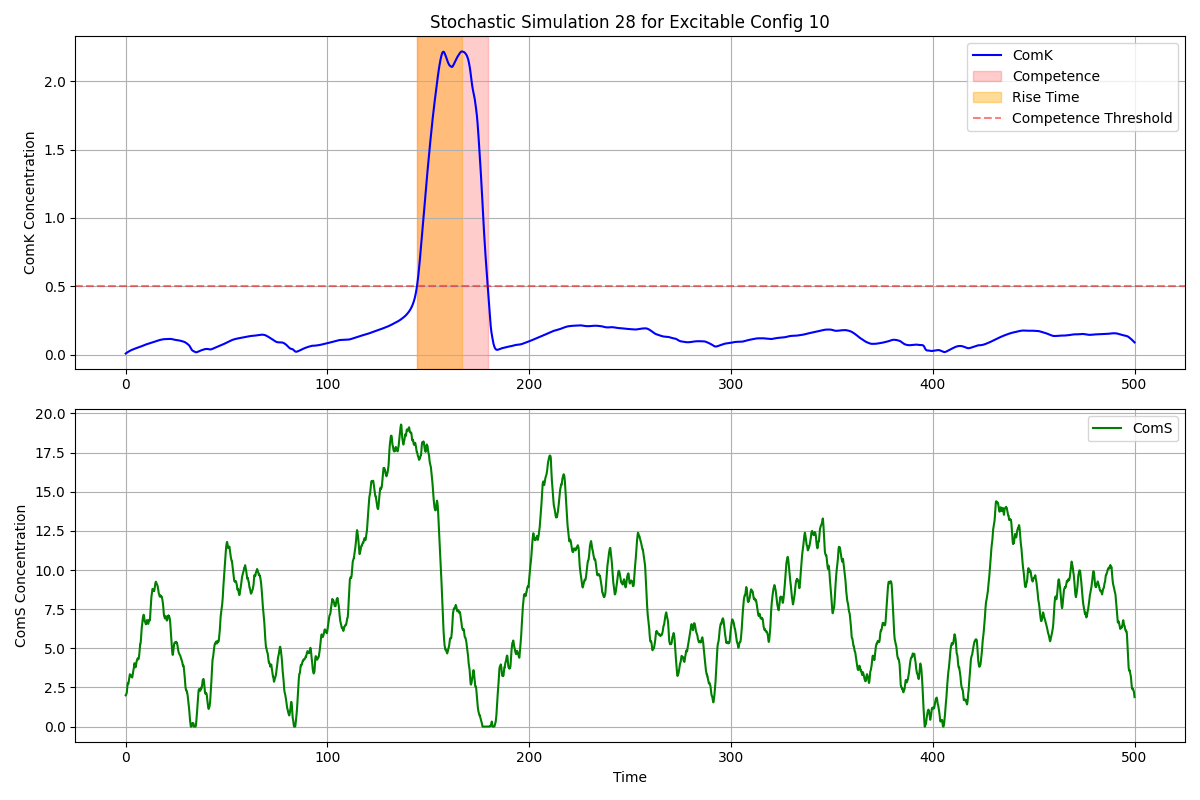 Stochastic Simulation 28 for Excitable Config 10
ComK Concentration
2.0
1.5
1.0
0.5
0.0
ComK
Competence
Rise Time
Competence Threshold
0 100 200 300 400 500
ComS Concentration
20.0
17.5
15.0
12.5
10.0
7.5
5.0
2.5
0.0
ComS
0 100 200 300 400 500
Time